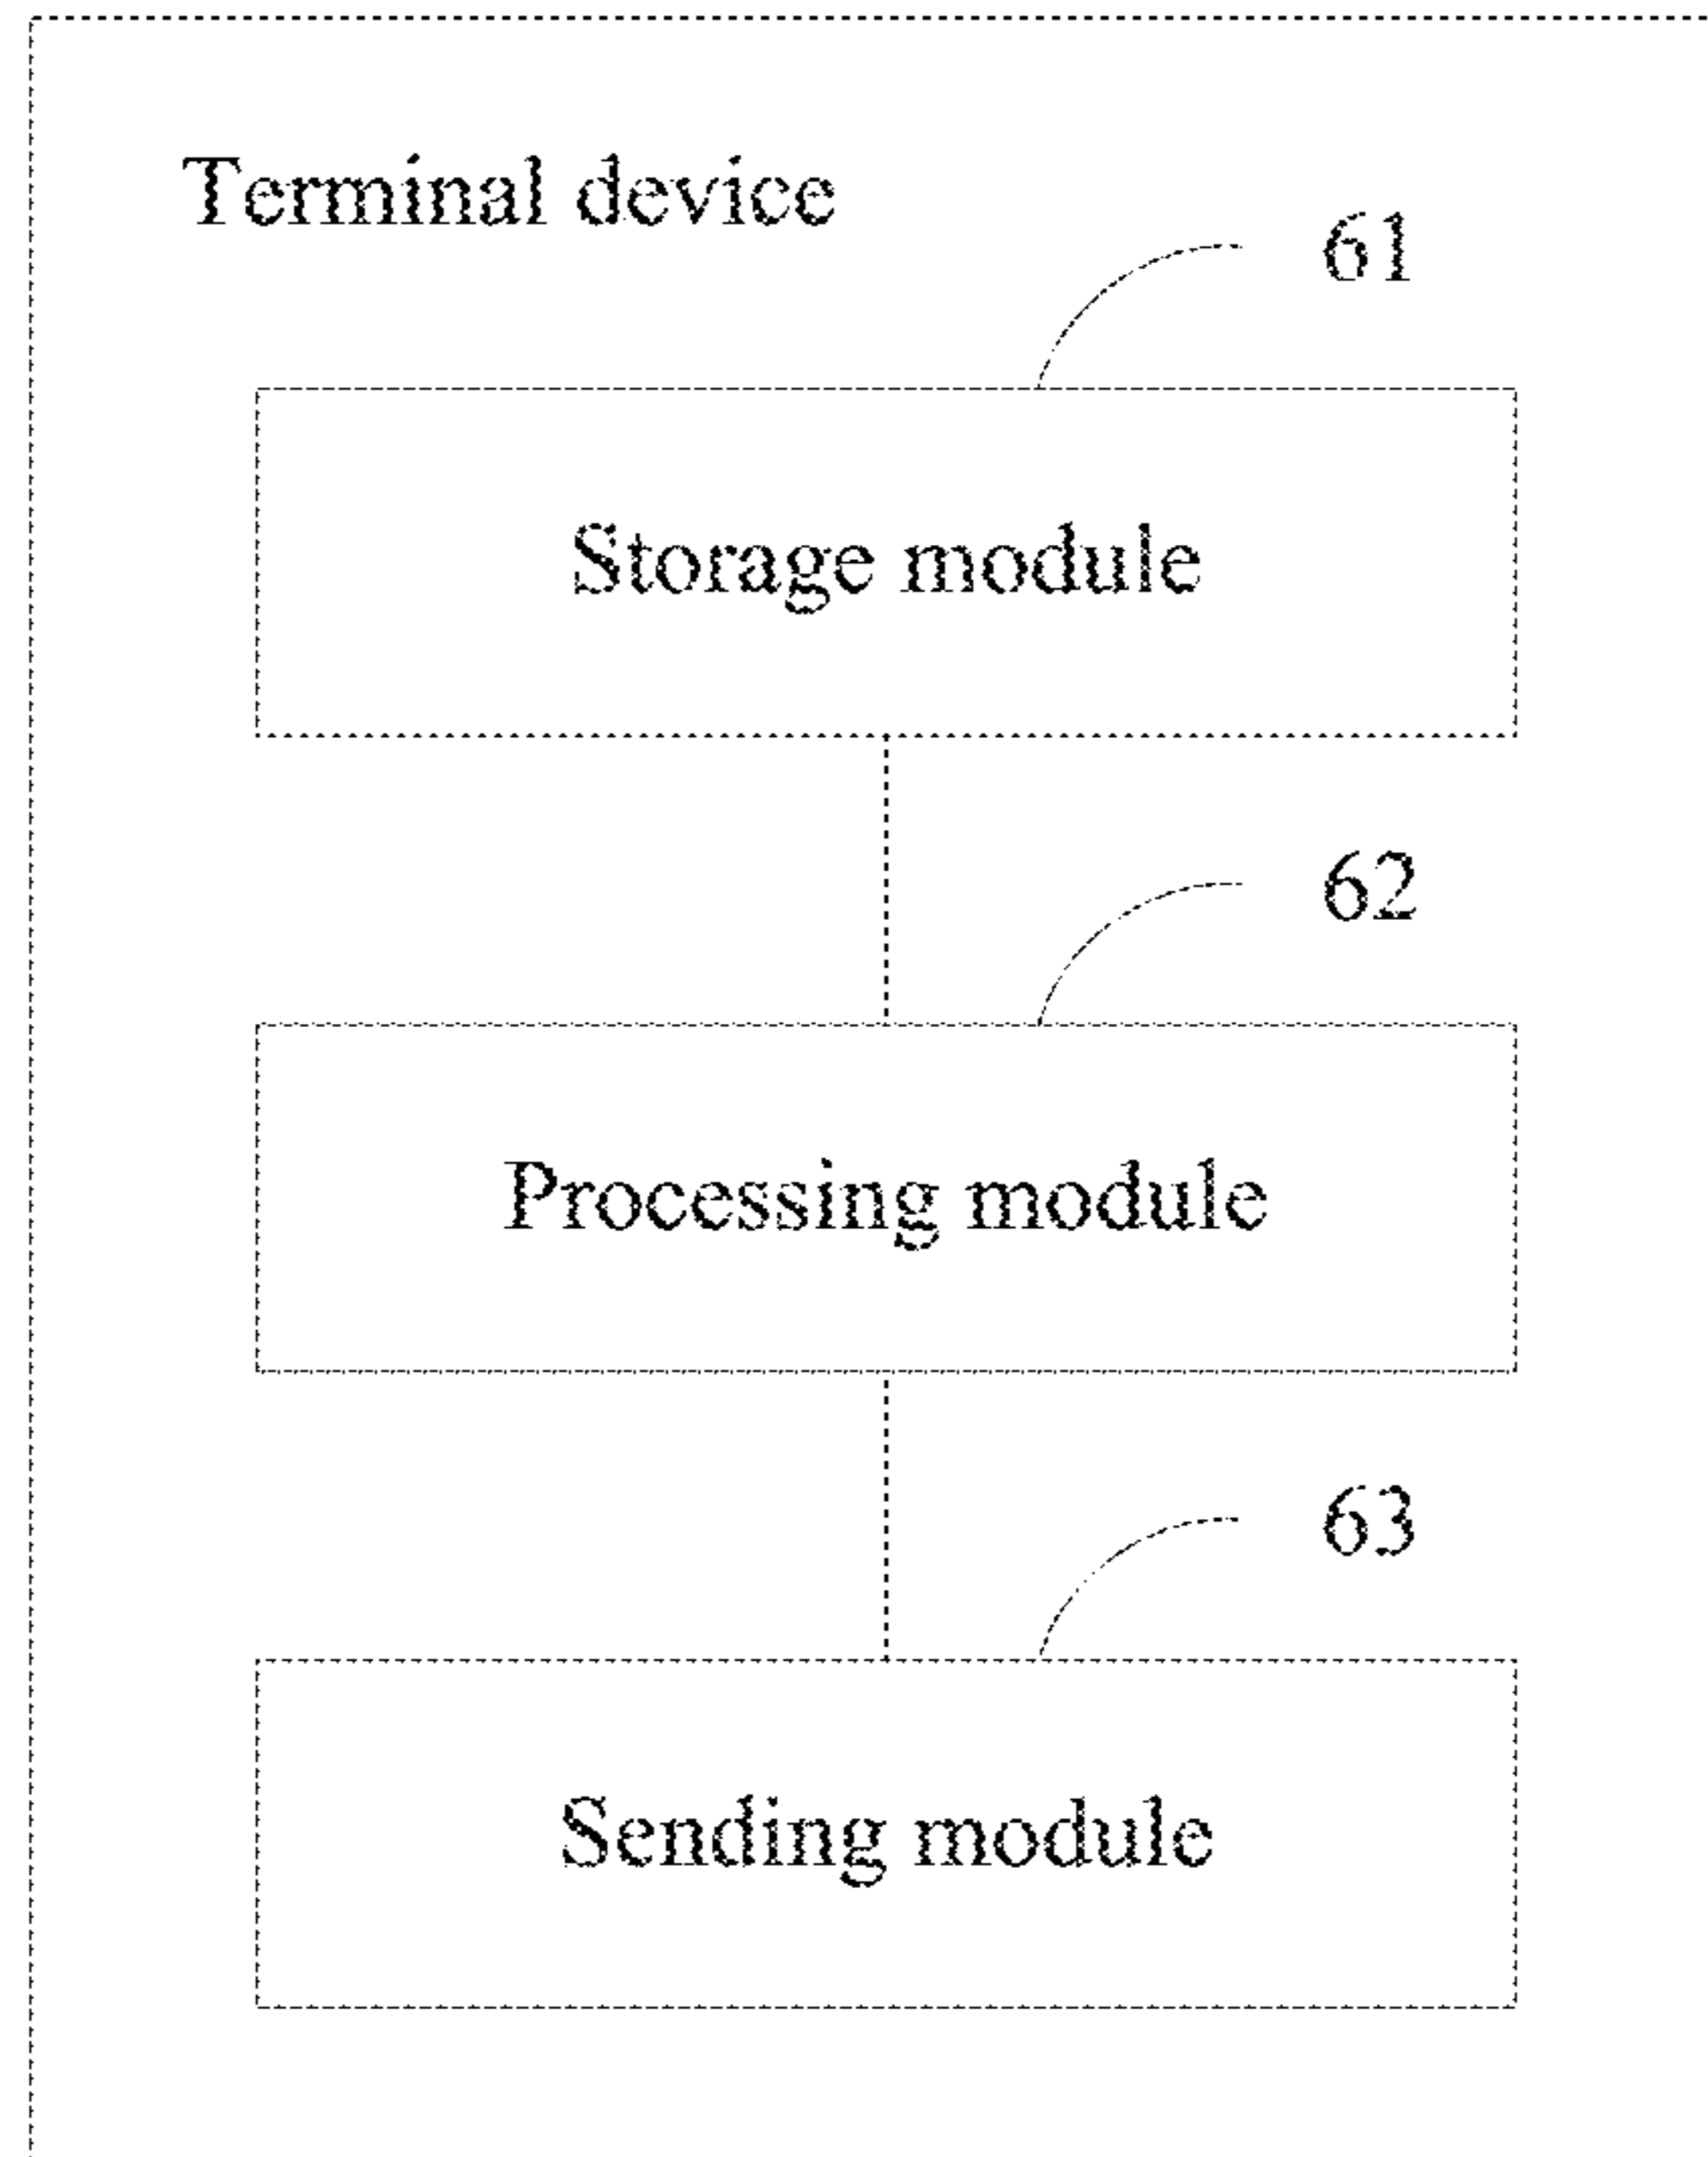 Terminal device
61
Storage module
62
Processing module
63
Sending module